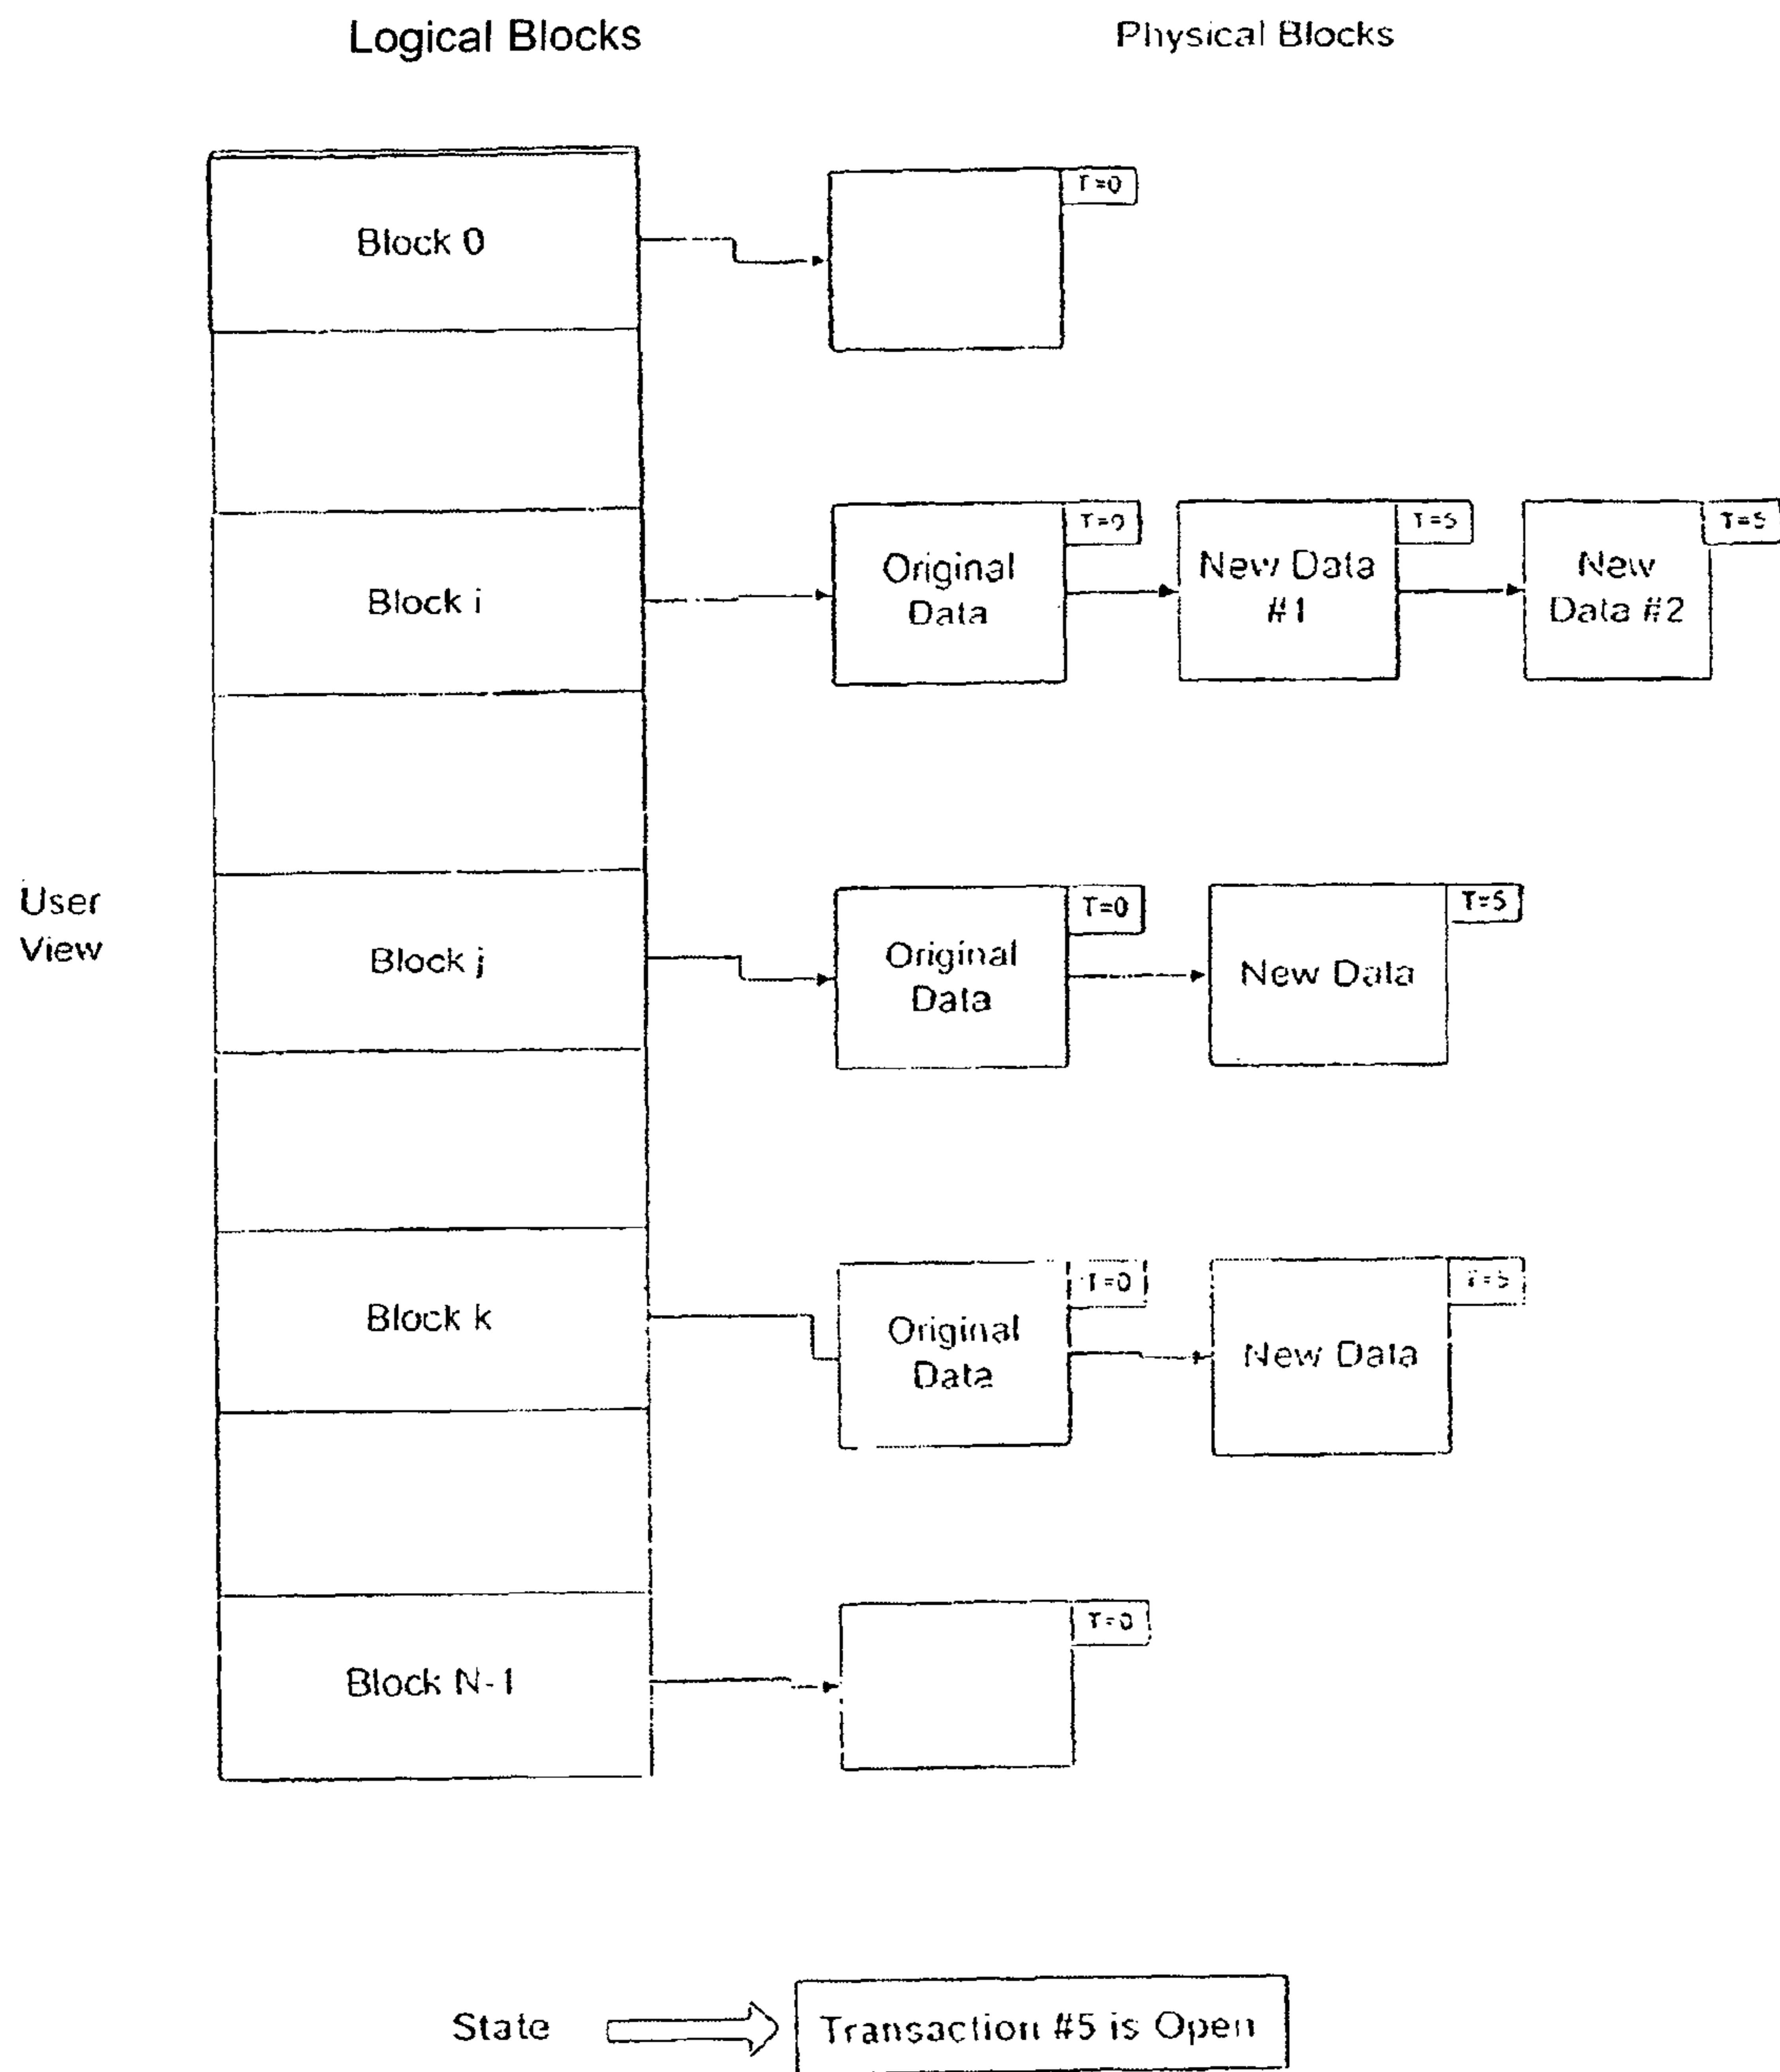 Logical Blocks
Physical Blocks
Block 0
T=0
Block i
Original
Data
T=0
New Data
#1
T=5
New
Data #2
T=5
User
View
Block j
Original
Data
T=0
New Data
T=5
Block k
Original
Data
T=0
New Data
T=5
Block N-1
T=0
State
Transaction #5 is Open